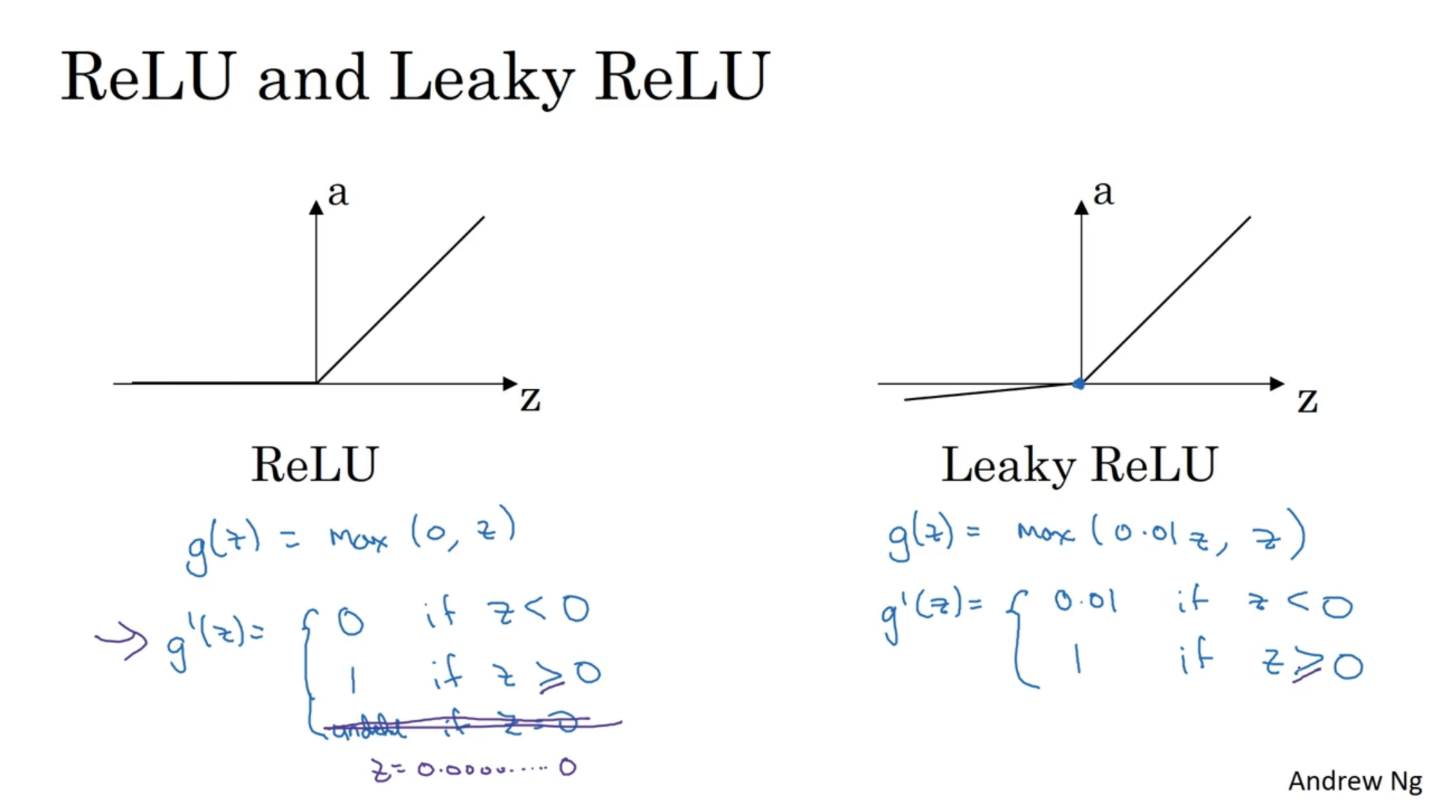 ReLU and Leaky ReLU
a
z
ReLU
g(z) = max (0, z)
→ g'(z) = { 0 if z < 0
1 if z ≥ 0
if z = 0
z = 0.0000..... 0
a
z
Leaky ReLU
g(z) = max (0.01z, z)
g'(z) = { 0.01 if z < 0
1 if z ≥ 0
Andrew Ng